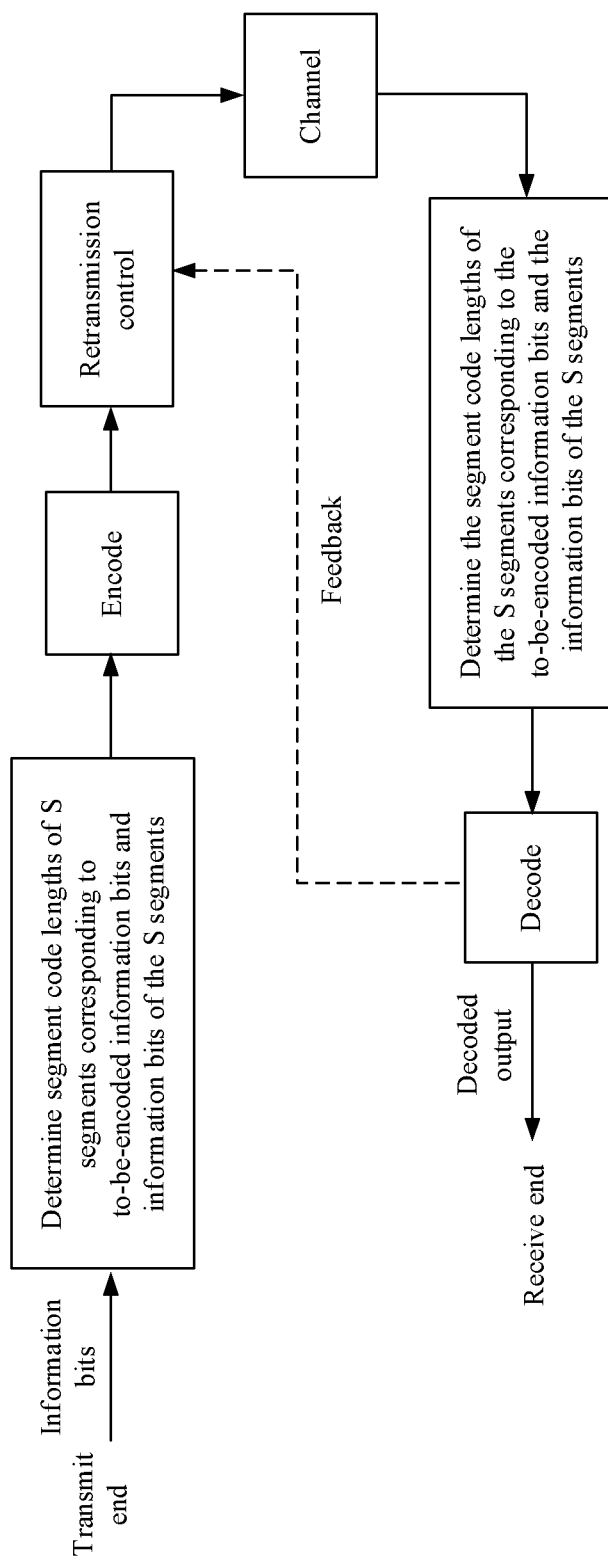 Transmit
end
Information
bits
Determine segment code lengths of S
segments corresponding to
to-be-encoded information bits and
information bits of the S segments
Encode
Retransmission
control
Channel
Feedback
Determine the segment code lengths of
the S segments corresponding to the
to-be-encoded information bits and the
information bits of the S segments
Decode
Decoded
output
Receive end